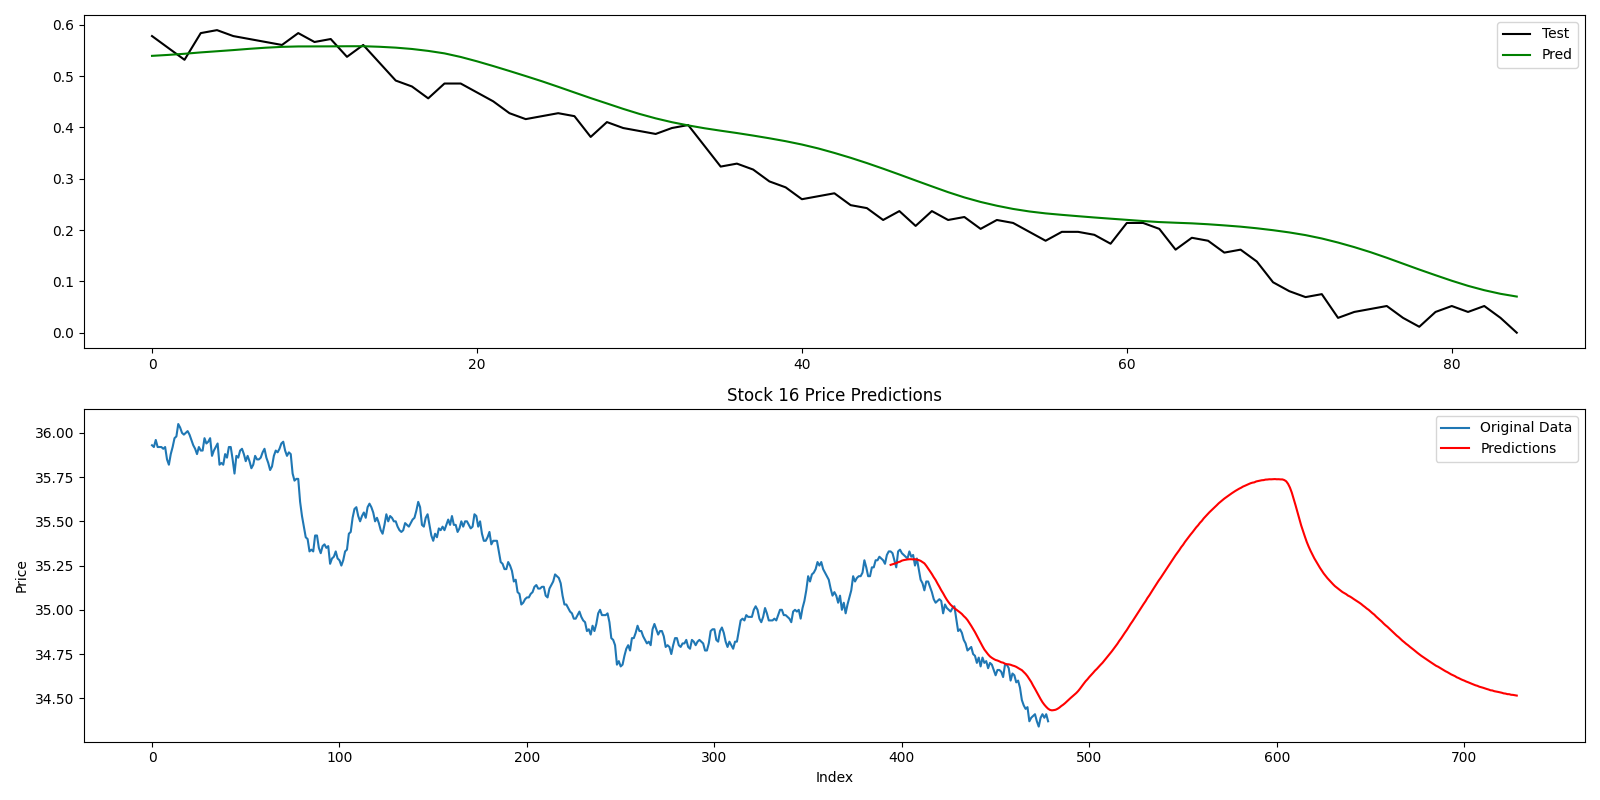 0.6
0.5
0.4
0.3
0.2
0.1
0.0
Test
Pred
0 20 40 60 80
Stock 16 Price Predictions
36.00
35.75
35.50
35.25
35.00
34.75
34.50
Price
Original Data
Predictions
0 100 200 300 400 500 600 700
Index